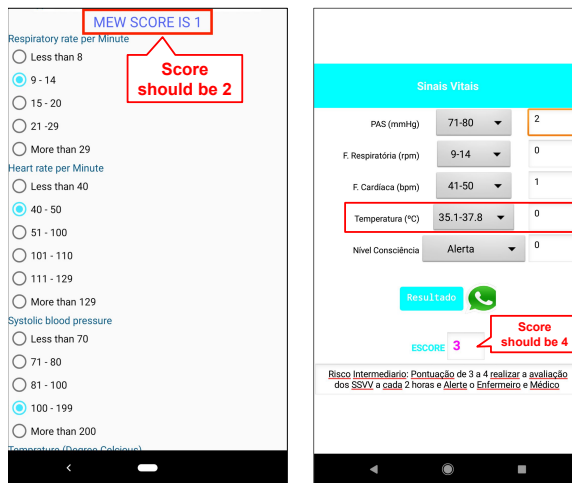 MEW SCORE IS 1
Respiratory rate per Minute
Less than 8
9 - 14
15 - 20
21 -29
More than 29
Score
should be 2
Heart rate per Minute
Less than 40
40 - 50
51 - 100
101 - 110
111 - 129
More than 129
Systolic blood pressure
Less than 70
71 - 80
81 - 100
100 - 199
More than 200
Temprature (Degree Celcious)
Sinais Vitais
PAS (mmHg) 71-80 2
F. Respiratória (rpm) 9-14 0
F. Cardíaca (bpm) 41-50 1
Temperatura (ºC) 35.1-37.8 0
Nível Consciência Alerta 0
Resultado
ESCORE 3
Score
should be 4
Risco Intermediario: Pontuação de 3 a 4 realizar a avaliação
dos SSVV a cada 2 horas e Alerte o Enfermeiro e Médico